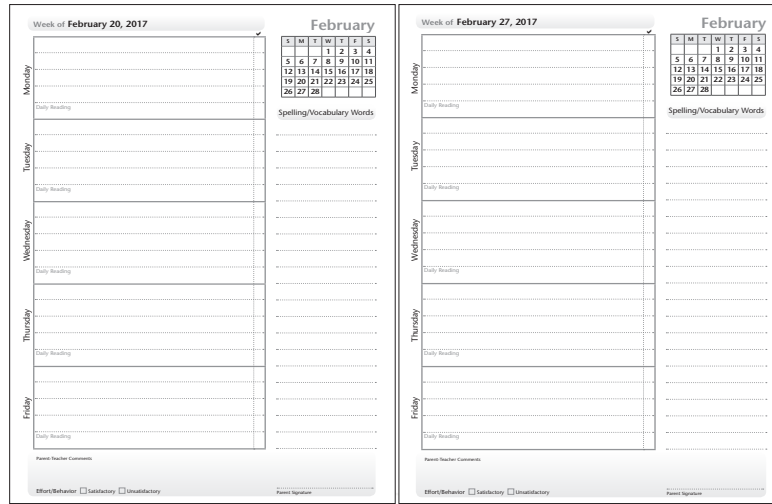 Week of February 20, 2017
February
✓
S M T W T F S
1 2 3 4
5 6 7 8 9 10 11
12 13 14 15 16 17 18
19 20 21 22 23 24 25
26 27 28
Monday
Daily Reading
Spelling/Vocabulary Words
Tuesday
Daily Reading
Wednesday
Daily Reading
Thursday
Daily Reading
Friday
Daily Reading
Parent-Teacher Comments
Effort/Behavior Satisfactory Unsatisfactory
Parent Signature
Week of February 27, 2017
February
✓
S M T W T F S
1 2 3 4
5 6 7 8 9 10 11
12 13 14 15 16 17 18
19 20 21 22 23 24 25
26 27 28
Monday
Daily Reading
Spelling/Vocabulary Words
Tuesday
Daily Reading
Wednesday
Daily Reading
Thursday
Daily Reading
Friday
Daily Reading
Parent-Teacher Comments
Effort/Behavior Satisfactory Unsatisfactory
Parent Signature